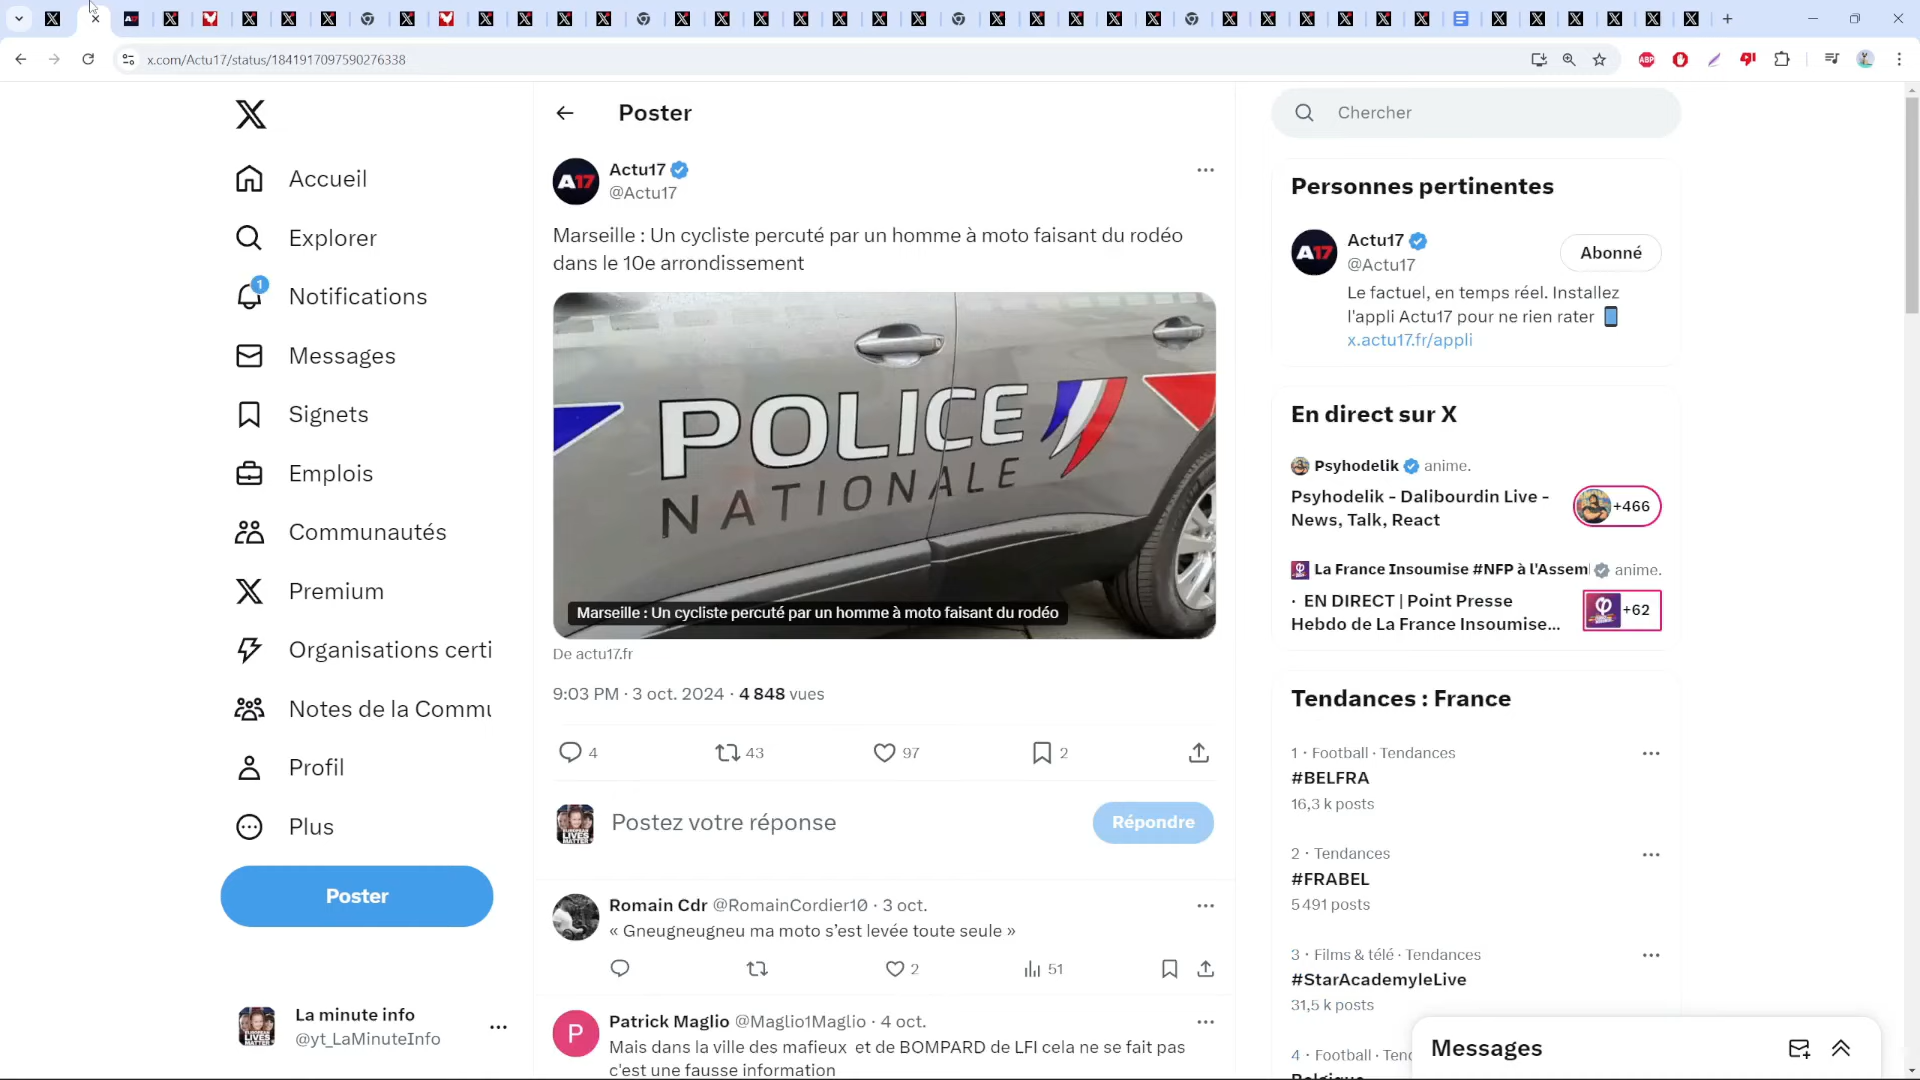 x.com/Actu17/status/1841917097590276338
ABP
Accueil
Explorer
1
Notifications
Messages
Signets
Emplois
Communautés
Premium
Organisations certi
Notes de la Commu
Profil
Plus
Poster
La minute info
@yt_LaMinuteInfo
Poster
A17
Actu17
@Actu17
Marseille : Un cycliste percuté par un homme à moto faisant du rodéo
dans le 10e arrondissement
POLICE
NATIONALE
Marseille : Un cycliste percuté par un homme à moto faisant du rodéo
De actu17.fr
9:03 PM · 3 oct. 2024 · 4 848 vues
4 43 97 2
EUROPEAN
LIVES
MATTER
Postez votre réponse
Répondre
Romain Cdr @RomainCordier10 · 3 oct.
« Gneugneugneu ma moto s’est levée toute seule »
2 51
P
Patrick Maglio @Maglio1Maglio · 4 oct.
Mais dans la ville des mafieux et de BOMPARD de LFI cela ne se fait pas
c'est une fausse information
Chercher
Personnes pertinentes
A17
Actu17
@Actu17
Abonné
Le factuel, en temps réel. Installez
l'appli Actu17 pour ne rien rater
x.actu17.fr/appli
En direct sur X
Psyhodelik anime.
Psyhodelik - Dalibourdin Live -
News, Talk, React
+466
La France Insoumise #NFP à l'Assem anime.
· EN DIRECT | Point Presse
Hebdo de La France Insoumise...
+62
Tendances : France
1 · Football · Tendances
#BELFRA
16,3 k posts
2 · Tendances
#FRABEL
5 491 posts
3 · Films & télé · Tendances
#StarAcademyleLive
31,5 k posts
4 · Football · Tend
Belgique
Messages